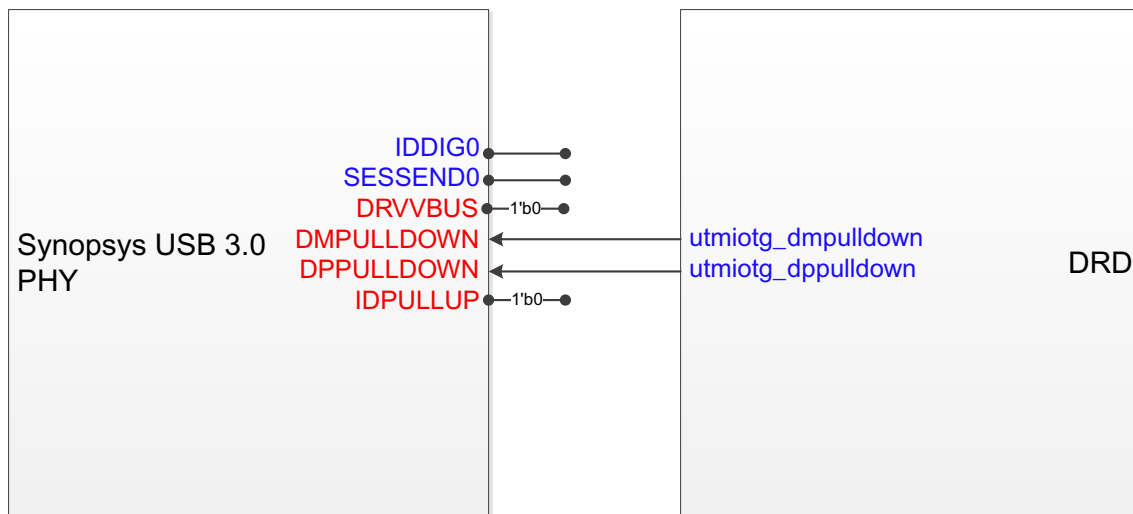 IDDIG0
SESSEND0
DRVVBUS 1'b0
DMPULLDOWN utmiotg_dmpulldown
DPPULLDOWN utmiotg_dppulldown
IDPULLUP 1'b0
Synopsys USB 3.0
PHY
DRD